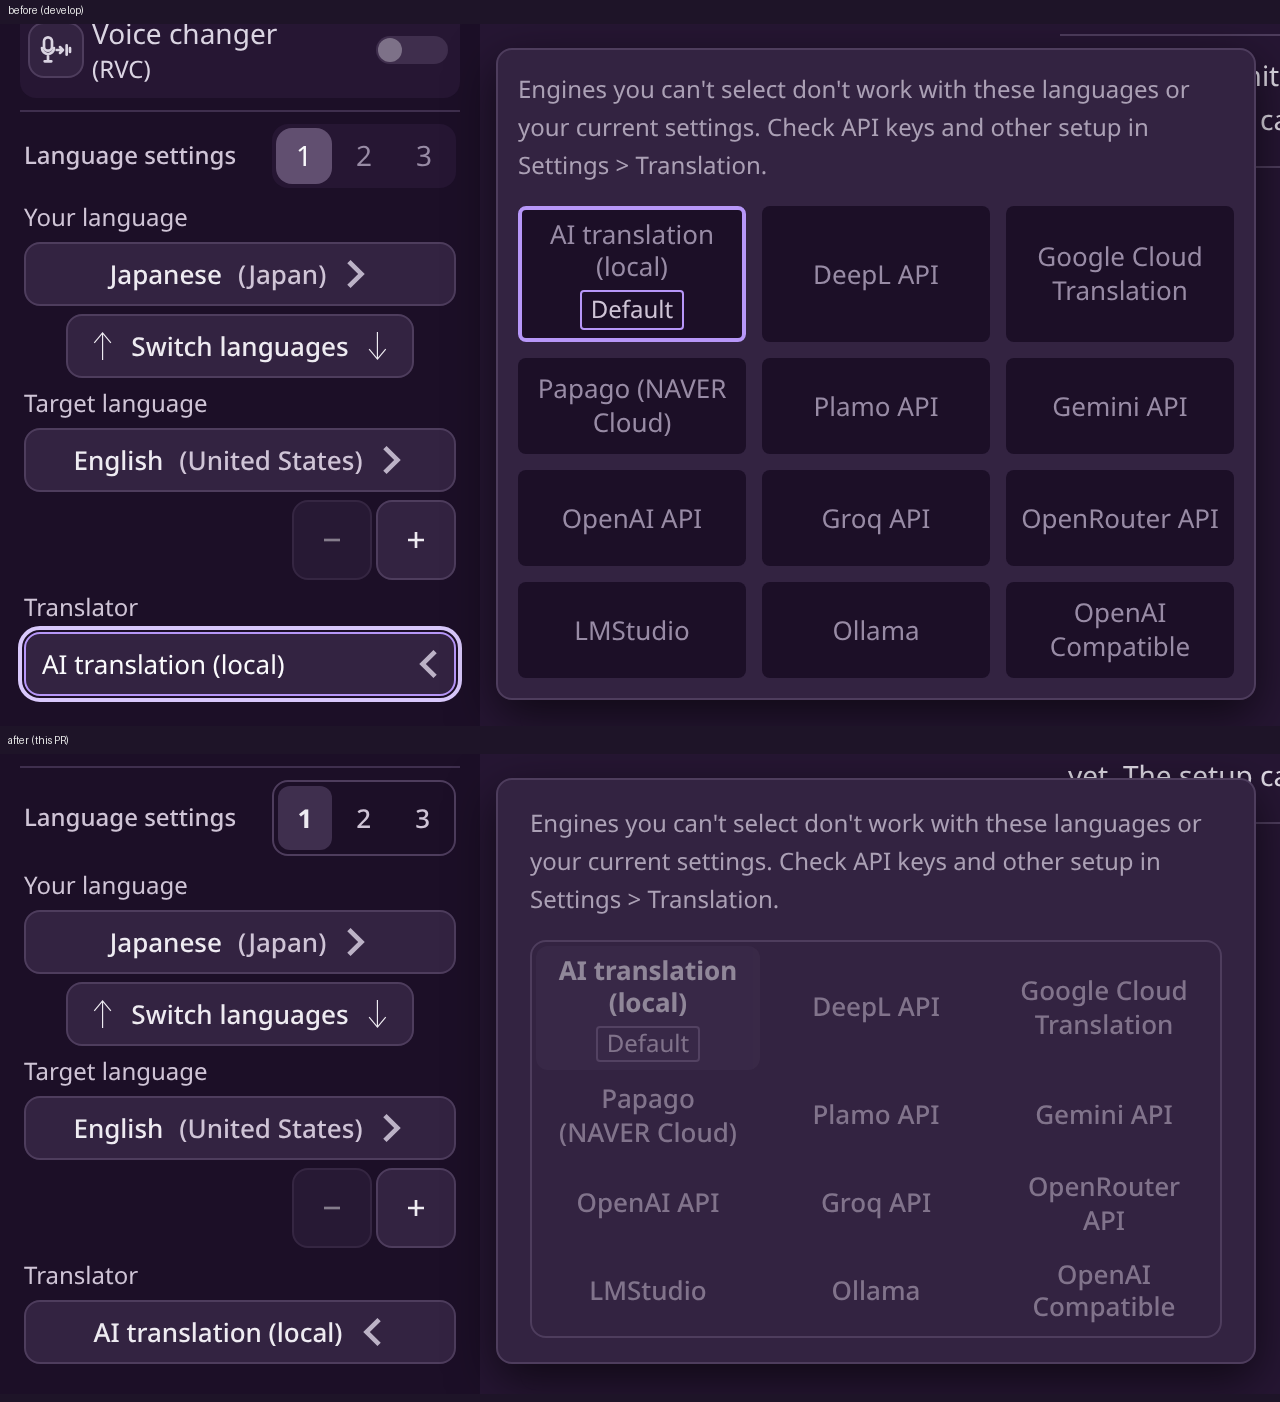 before (develop)
Voice changer
(RVC)
Language settings
1 2 3
Your language
Japanese (Japan)
Switch languages
Target language
English (United States)
−
+
Translator
AI translation (local)
Engines you can't select don't work with these languages or
your current settings. Check API keys and other setup in
Settings > Translation.
AI translation
(local)
Default
DeepL API
Google Cloud
Translation
Papago (NAVER
Cloud)
Plamo API
Gemini API
OpenAI API
Groq API
OpenRouter API
LMStudio
Ollama
OpenAI
Compatible
after (this PR)
Language settings
1 2 3
Your language
Japanese (Japan)
Switch languages
Target language
English (United States)
−
+
Translator
AI translation (local)
yet. The setup
Engines you can't select don't work with these languages or
your current settings. Check API keys and other setup in
Settings > Translation.
AI translation
(local)
Default
DeepL API
Google Cloud
Translation
Papago
(NAVER Cloud)
Plamo API
Gemini API
OpenAI API
Groq API
OpenRouter
API
LMStudio
Ollama
OpenAI
Compatible